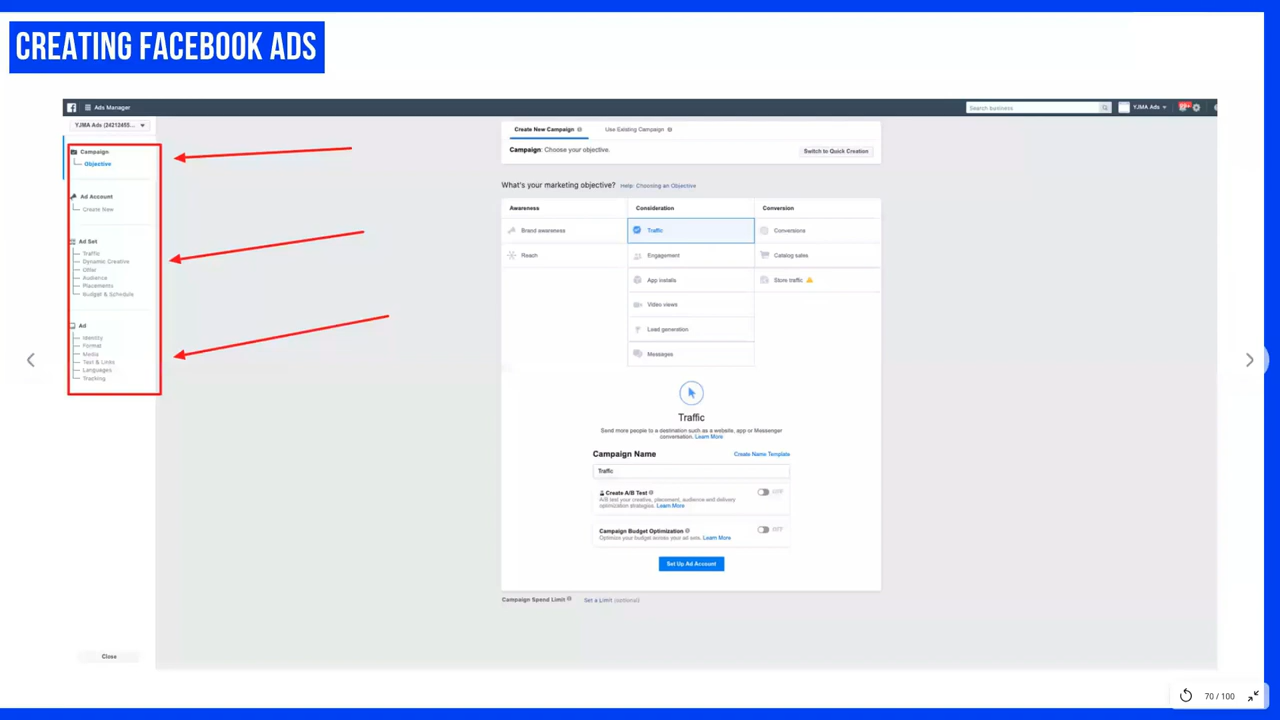 CREATING FACEBOOK ADS
Ads Manager
Search business
YJMA Ads
YJMA Ads (24212455...
Campaign
Objective
Ad Account
Create New
Ad Set
Traffic
Dynamic Creative
Offer
Audience
Placements
Budget & Schedule
Ad
Identity
Format
Media
Text & Links
Languages
Tracking
Close
Create New Campaign
Use Existing Campaign
Campaign: Choose your objective.
Switch to Quick Creation
What's your marketing objective? Help: Choosing an Objective
Awareness
Consideration
Conversion
Brand awareness
Traffic
Conversions
Reach
Engagement
Catalog sales
App installs
Store traffic
Video views
Lead generation
Messages
Traffic
Send more people to a destination such as a website, app or Messenger
conversation. Learn More
Campaign Name
Create Name Template
Traffic
Create A/B Test
OFF
A/B test your creative, placement, audience and delivery
optimization strategies. Learn More
Campaign Budget Optimization
OFF
Optimize your budget across your ad sets. Learn More
Set Up Ad Account
Campaign Spend Limit
Set a Limit (optional)
70 / 100